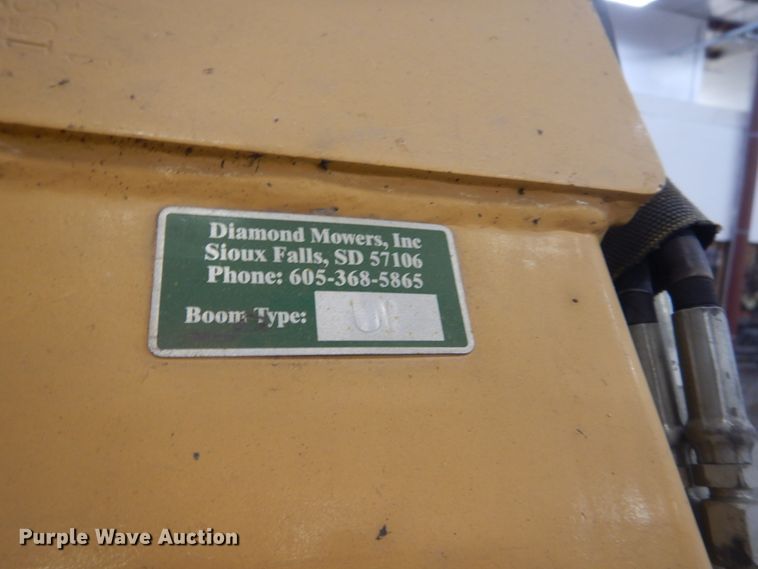 Diamond Mowers, Inc
Sioux Falls, SD 57106
Phone: 605-368-5865
Boom Type:
Purple Wave Auction